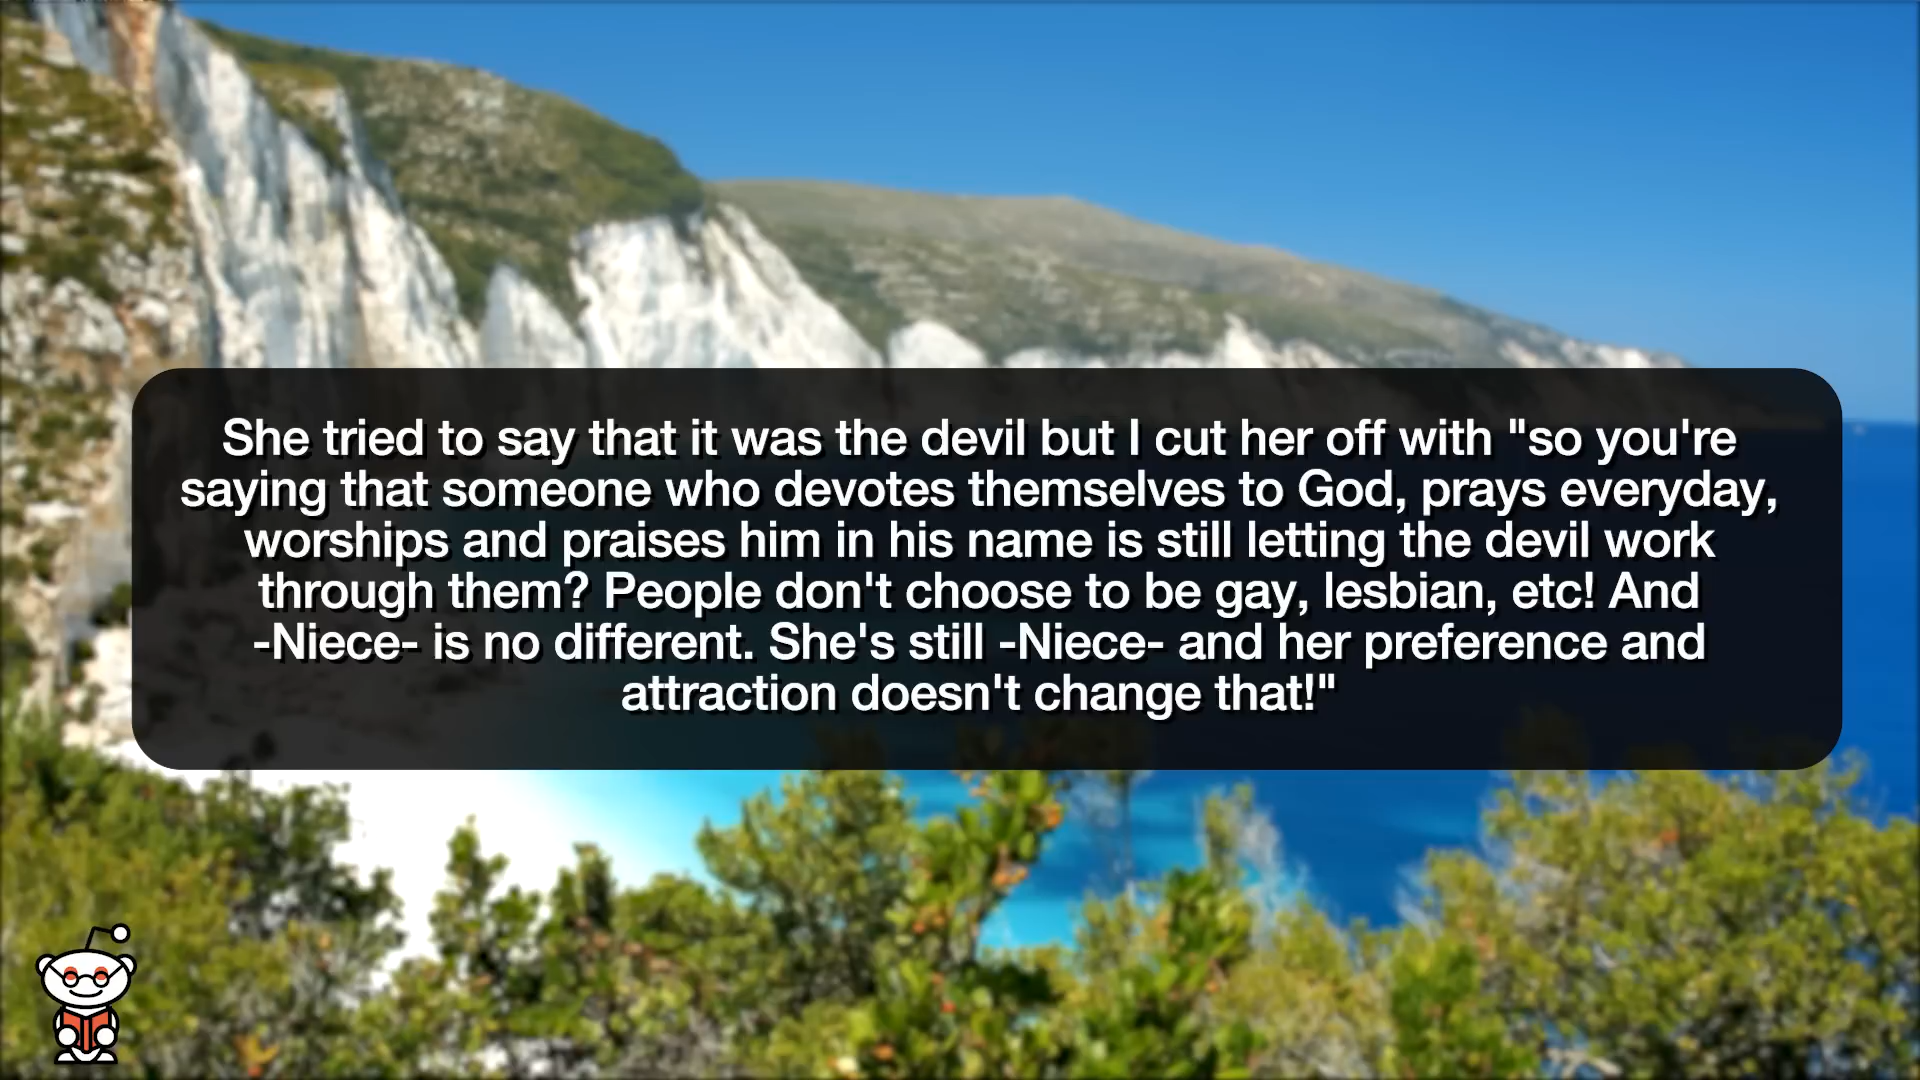 She tried to say that it was the devil but I cut her off with "so you're
saying that someone who devotes themselves to God, prays everyday,
worships and praises him in his name is still letting the devil work
through them? People don't choose to be gay, lesbian, etc! And
-Niece- is no different. She's still -Niece- and her preference and
attraction doesn't change that!"